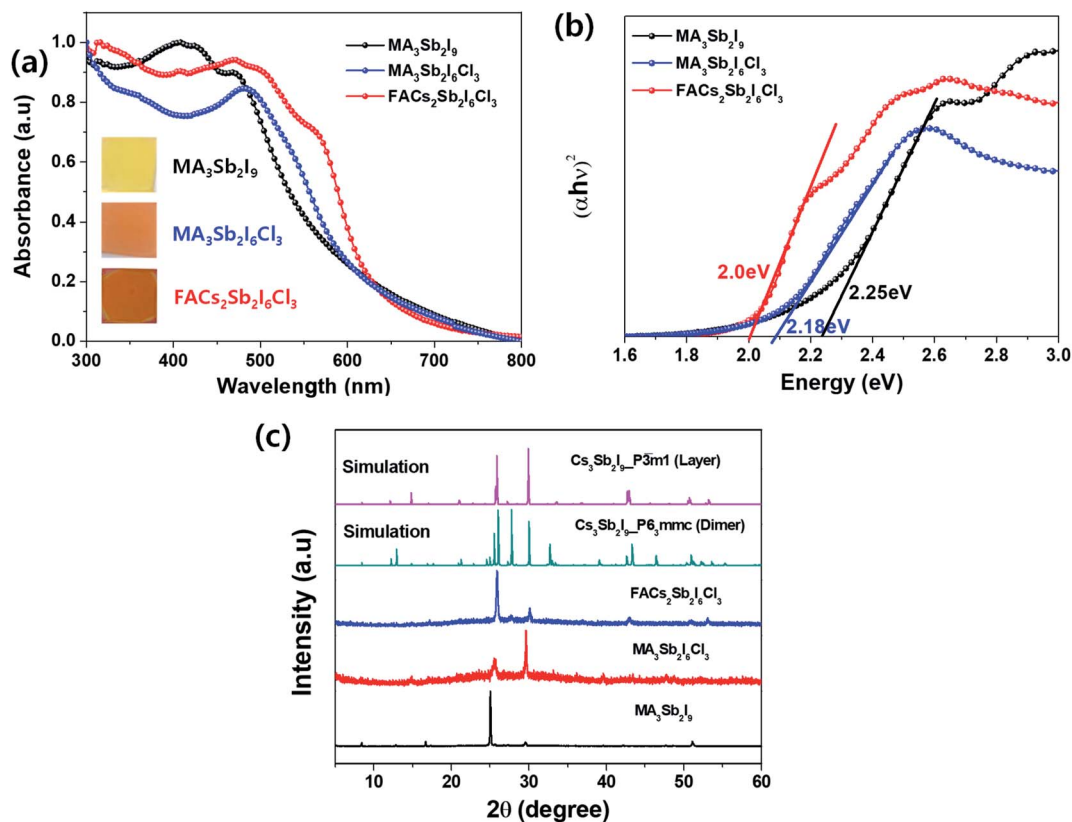 (a)
MA₃Sb₂I₉
MA₃Sb₂I₆Cl₃
FACs₂Sb₂I₆Cl₃
MA₃Sb₂I₉
MA₃Sb₂I₆Cl₃
FACs₂Sb₂I₆Cl₃
Absorbance (a.u)
1.0
0.8
0.6
0.4
0.2
0.0
300 400 500 600 700 800
Wavelength (nm)
(b)
MA₃Sb₂I₉
MA₃Sb₂I₆Cl₃
FACs₂Sb₂I₆Cl₃
(αhν)²
2.0eV
2.18eV
2.25eV
1.6 1.8 2.0 2.2 2.4 2.6 2.8 3.0
Energy (eV)
(c)
Simulation
Cs₃Sb₂I₉_P3̄m1 (Layer)
Simulation
Cs₃Sb₂I₉_P6₃mmc (Dimer)
FACs₂Sb₂I₆Cl₃
MA₃Sb₂I₆Cl₃
MA₃Sb₂I₉
Intensity (a.u)
10 20 30 40 50 60
2θ (degree)